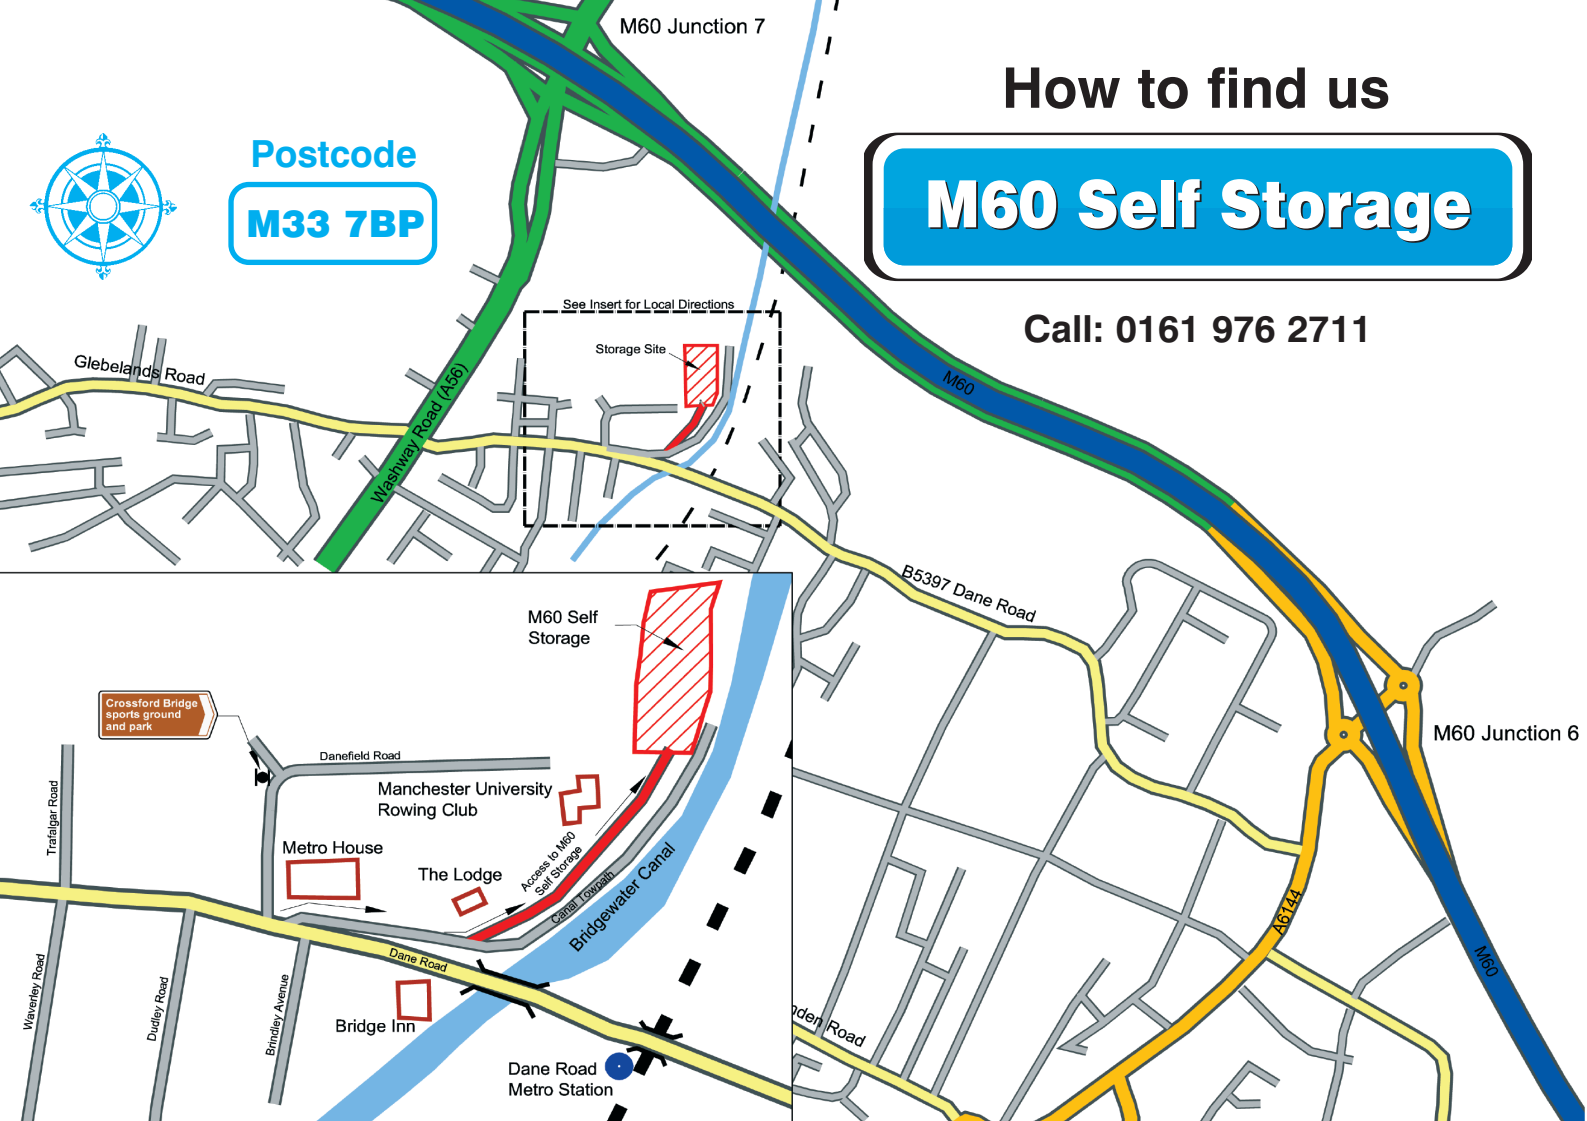 M60 Junction 7
How to find us
Postcode
M33 7BP
M60 Self Storage
Call: 0161 976 2711
See Insert for Local Directions
Storage Site
Glebelands Road
Washway Road (A56)
M60
B5397 Dane Road
M60 Junction 6
A6144
M60
nden Road
M60 Self
Storage
Crossford Bridge
sports ground
and park
Danefield Road
Trafalgar Road
Manchester University
Rowing Club
Metro House
The Lodge
Access to M60
Self Storage
Canal Towpath
Bridgewater Canal
Dane Road
Waverley Road
Dudley Road
Brindley Avenue
Bridge Inn
Dane Road
Metro Station